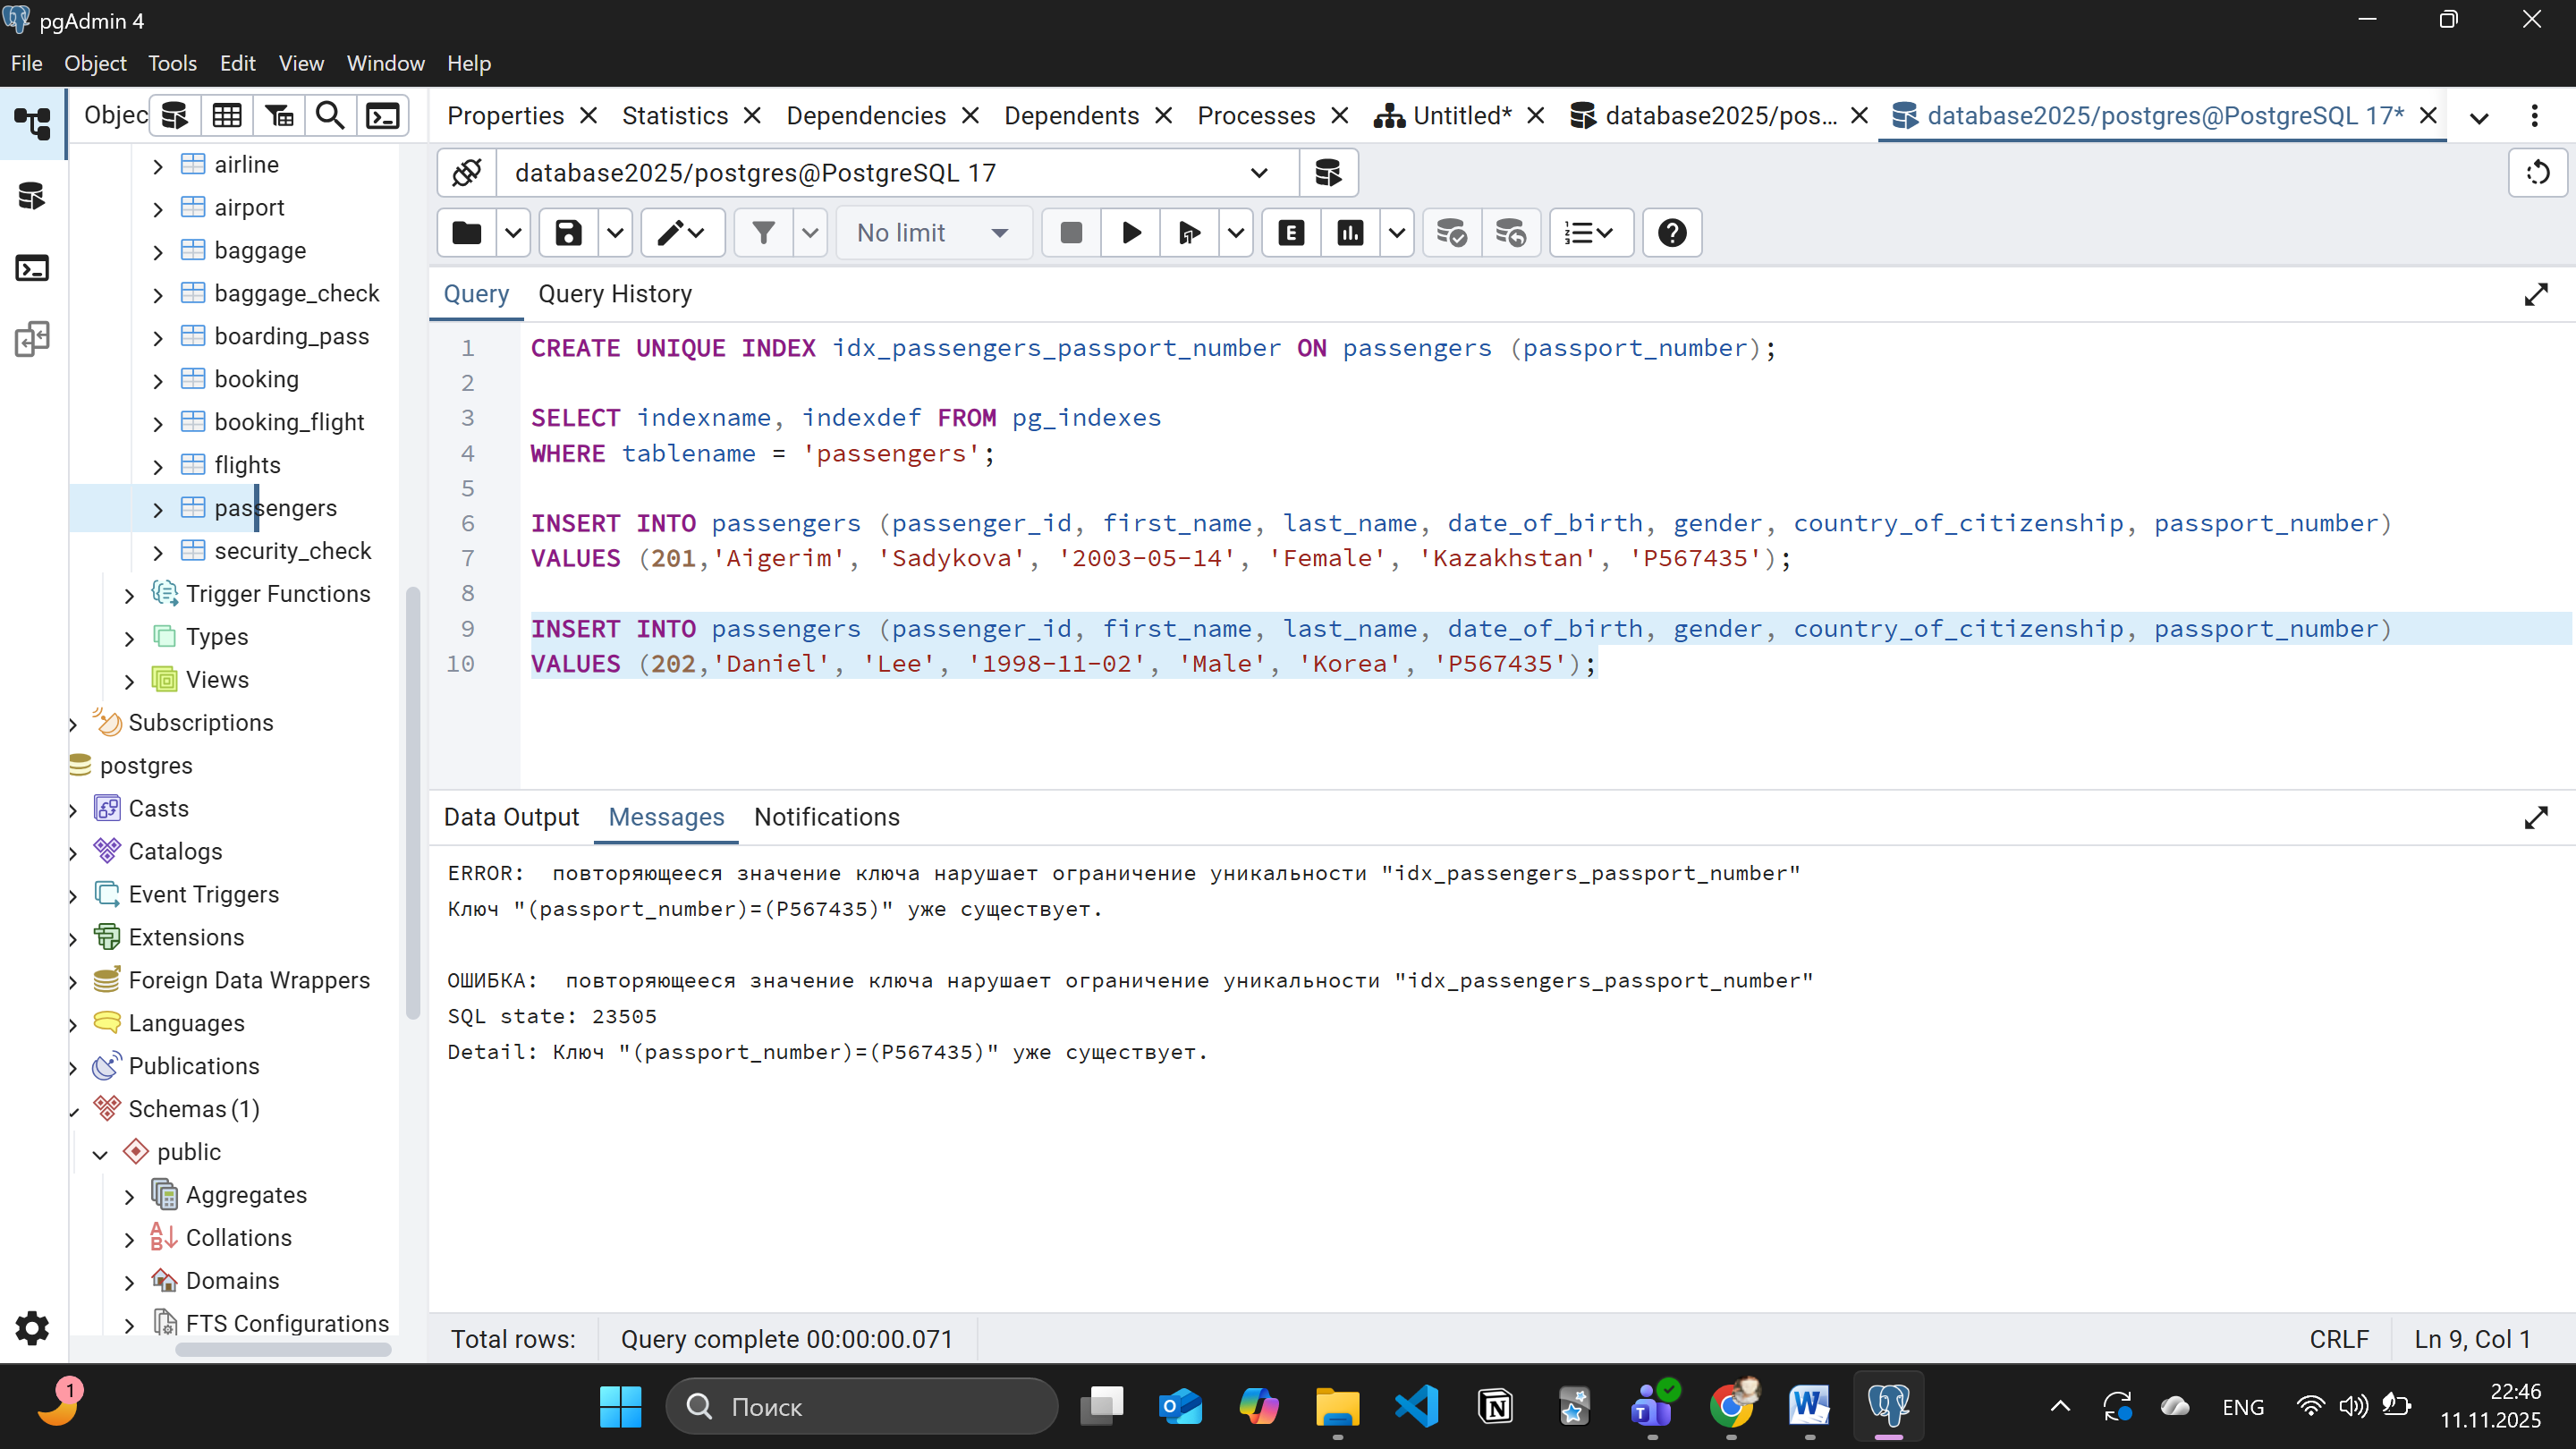 pgAdmin 4
File Object Tools Edit View Window Help
Objec
Properties Statistics Dependencies Dependents Processes Untitled* database2025/pos... database2025/postgres@PostgreSQL 17*
database2025/postgres@PostgreSQL 17
No limit
E
Query Query History
1 CREATE UNIQUE INDEX idx_passengers_passport_number ON passengers (passport_number);
2
3 SELECT indexname, indexdef FROM pg_indexes
4 WHERE tablename = 'passengers';
5
6 INSERT INTO passengers (passenger_id, first_name, last_name, date_of_birth, gender, country_of_citizenship, passport_number)
7 VALUES (201,'Aigerim', 'Sadykova', '2003-05-14', 'Female', 'Kazakhstan', 'P567435');
8
9 INSERT INTO passengers (passenger_id, first_name, last_name, date_of_birth, gender, country_of_citizenship, passport_number)
10 VALUES (202,'Daniel', 'Lee', '1998-11-02', 'Male', 'Korea', 'P567435');
airline
airport
baggage
baggage_check
boarding_pass
booking
booking_flight
flights
passengers
security_check
Trigger Functions
Types
Views
Subscriptions
postgres
Casts
Catalogs
Event Triggers
Extensions
Foreign Data Wrappers
Languages
Publications
Schemas (1)
public
Aggregates
Collations
Domains
FTS Configurations
Data Output Messages Notifications
ERROR:  повторяющееся значение ключа нарушает ограничение уникальности "idx_passengers_passport_number"
Ключ "(passport_number)=(P567435)" уже существует.
ОШИБКА:  повторяющееся значение ключа нарушает ограничение уникальности "idx_passengers_passport_number"
SQL state: 23505
Detail: Ключ "(passport_number)=(P567435)" уже существует.
Total rows: Query complete 00:00:00.071 CRLF Ln 9, Col 1
1
Поиск
ENG
22:46
11.11.2025